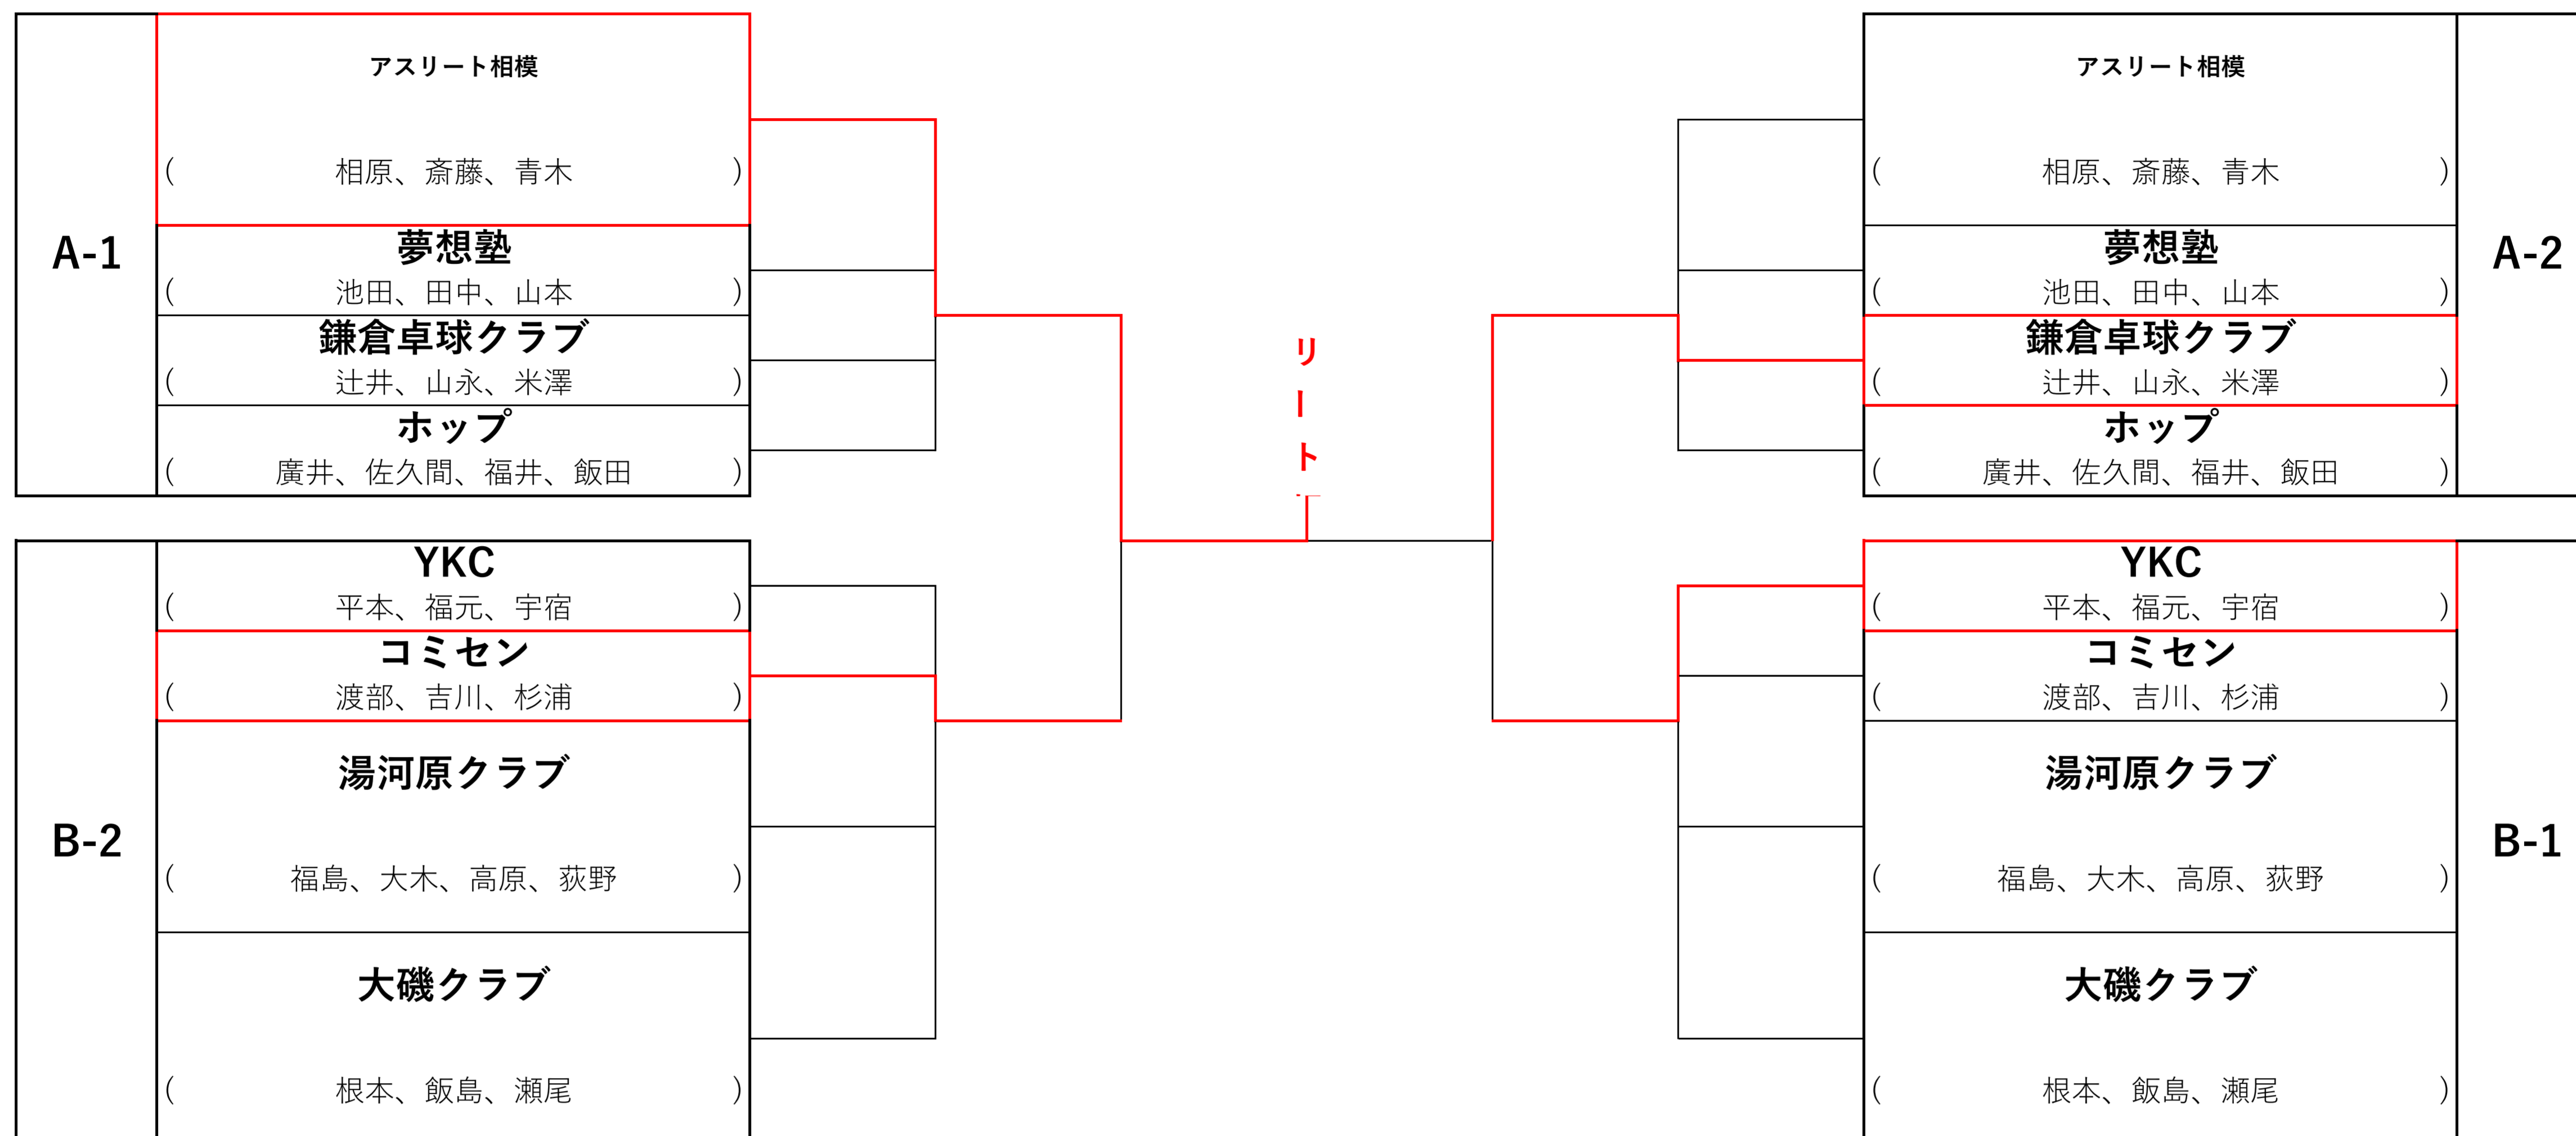 A-1
アスリート相模
( 相原、斎藤、青木 )
夢想塾
( 池田、田中、山本 )
鎌倉卓球クラブ
( 辻井、山永、米澤 )
ホップ
( 廣井、佐久間、福井、飯田 )
B-2
YKC
( 平本、福元、宇宿 )
コミセン
( 渡部、吉川、杉浦 )
湯河原クラブ
( 福島、大木、高原、荻野 )
大磯クラブ
( 根本、飯島、瀬尾 )
リート
A-2
アスリート相模
( 相原、斎藤、青木 )
夢想塾
( 池田、田中、山本 )
鎌倉卓球クラブ
( 辻井、山永、米澤 )
ホップ
( 廣井、佐久間、福井、飯田 )
B-1
YKC
( 平本、福元、宇宿 )
コミセン
( 渡部、吉川、杉浦 )
湯河原クラブ
( 福島、大木、高原、荻野 )
大磯クラブ
( 根本、飯島、瀬尾 )